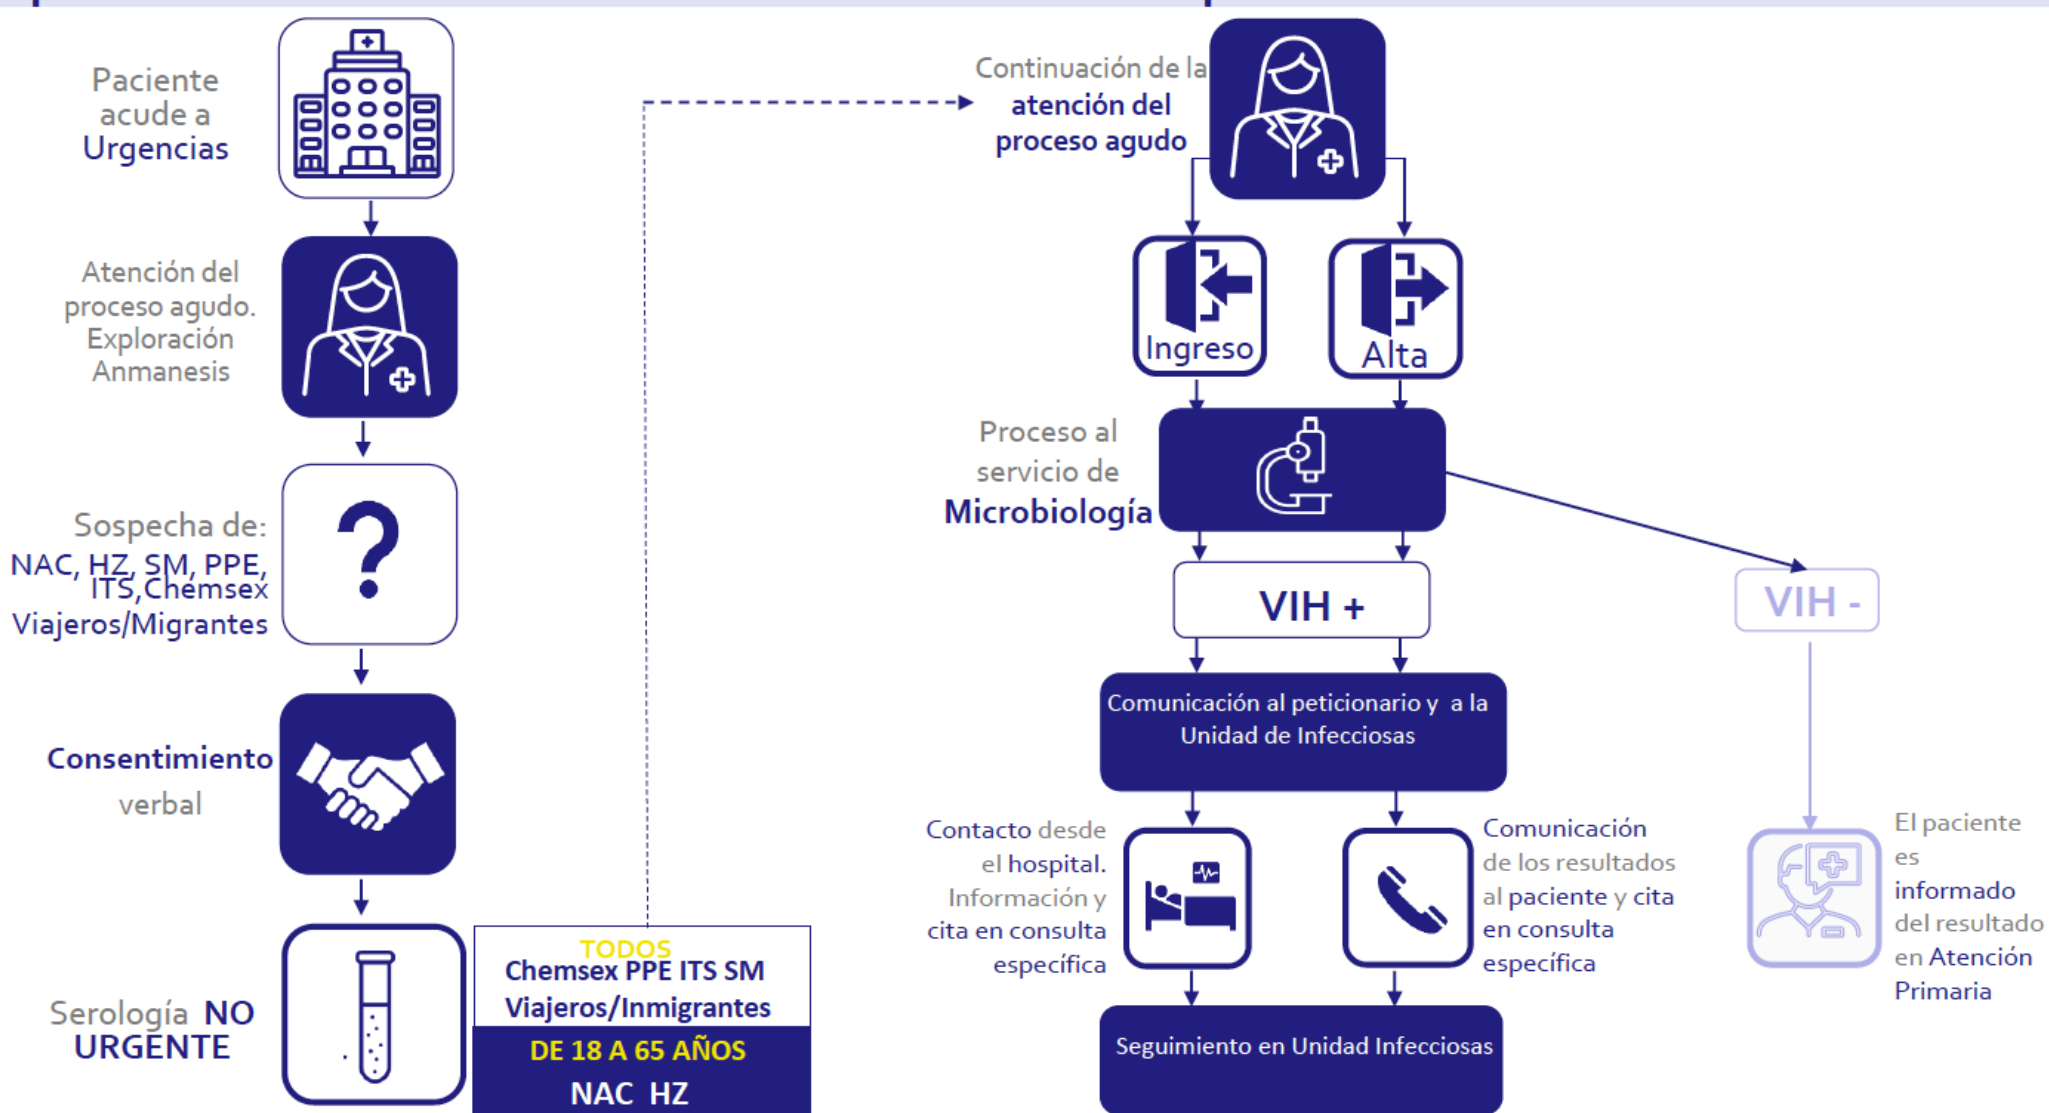 Paciente
acude a
Urgencias
Atención del
proceso agudo.
Exploración
Anmanesis
Sospecha de:
NAC, HZ, SM, PPE,
ITS,Chemsex
Viajeros/Migrantes
Consentimiento
verbal
Serología NO
URGENTE
TODOS
Chemsex PPE ITS SM
Viajeros/Inmigrantes
DE 18 A 65 AÑOS
NAC HZ
Continuación de la
atención del
proceso agudo
Ingreso
Alta
Proceso al
servicio de
Microbiología
VIH +
VIH -
Comunicación al peticionario y a la
Unidad de Infecciosas
Contacto desde
el hospital.
Información y
cita en consulta
específica
Comunicación
de los resultados
al paciente y cita
en consulta
específica
El paciente
es
informado
del resultado
en Atención
Primaria
Seguimiento en Unidad Infecciosas